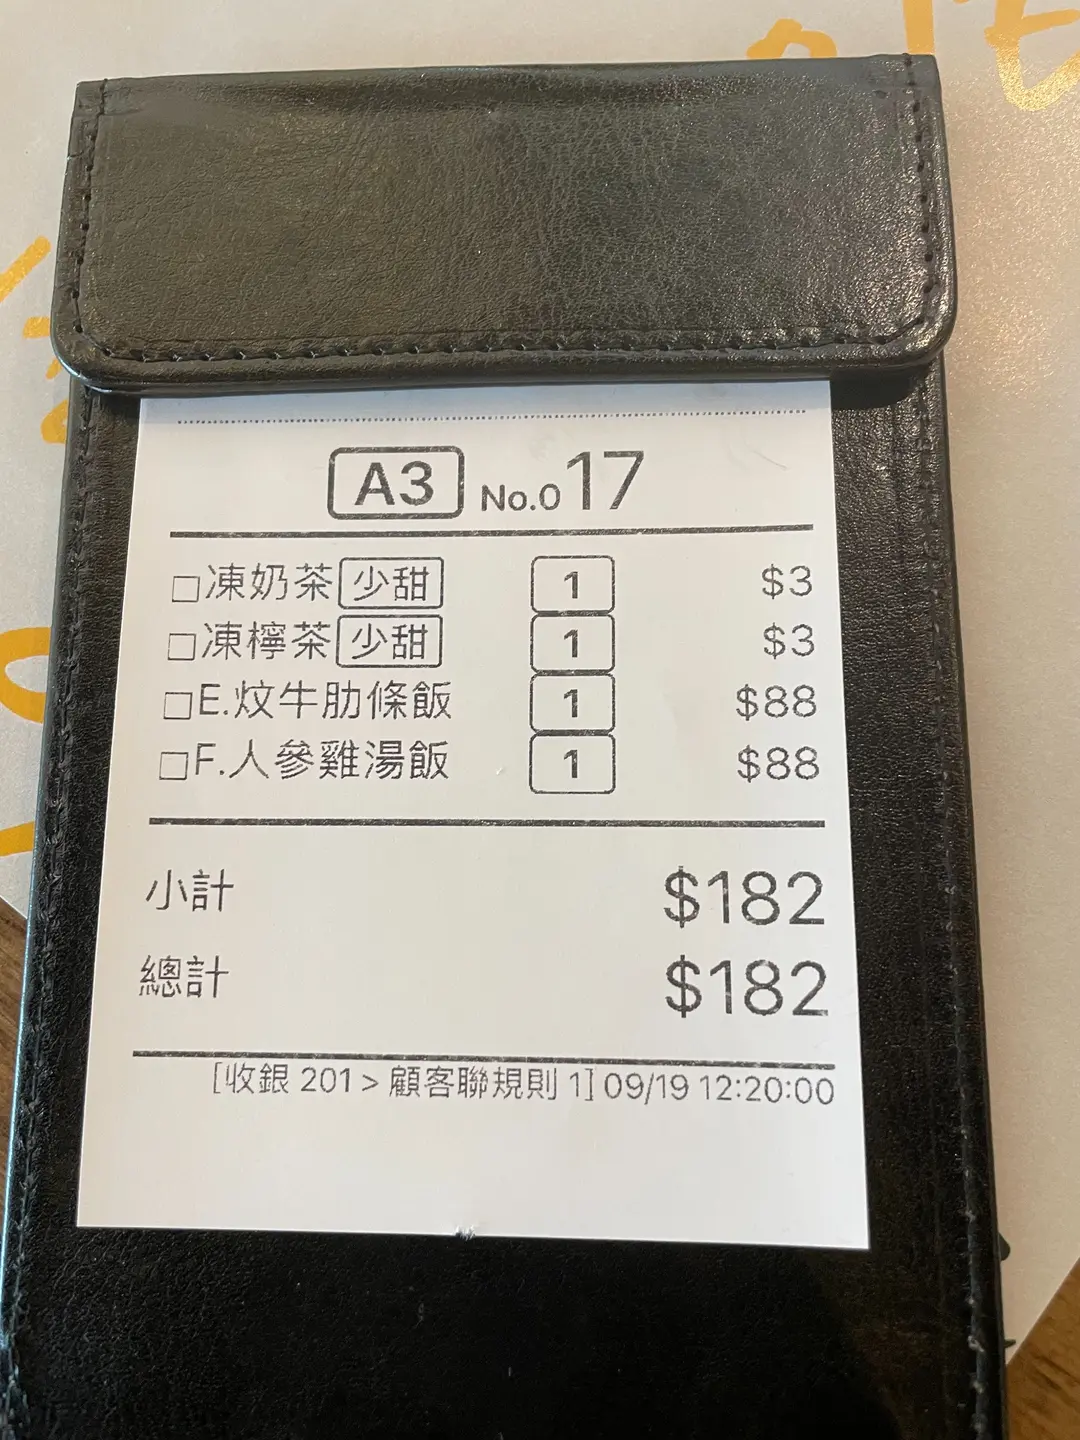 A3 No.017
□凍奶茶 少甜 1 $3
□凍檸茶 少甜 1 $3
□E.炆牛肋條飯 1 $88
□F.人參雞湯飯 1 $88
小計 $182
總計 $182
[收銀 201 > 顧客聯規則 1] 09/19 12:20:00